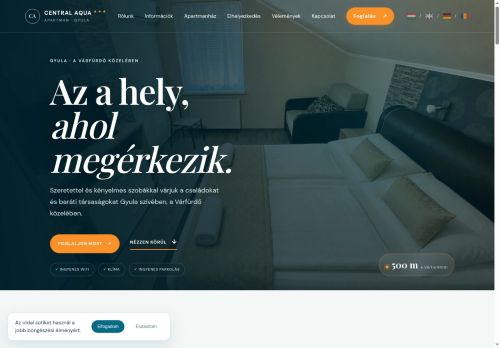 CA CENTRAL AQUA ***
APARTMAN · GYULA
Rólunk Információk Apartmanház Elhelyezkedés Vélemények Kapcsolat Foglalás ↗ / / /
GYULA · A VÁRFÜRDŐ KÖZELÉBEN
Az a hely,
ahol
megérkezik.
Szeretettel és kényelmes szobákkal várjuk a családokat
és baráti társaságokat Gyula szívében, a Várfürdő
közelében.
FOGLALJON MOST ↗ NÉZZEN KÖRÜL ↓
✓ INGYENES WIFI ✓ KLÍMA ✓ INGYENES PARKOLÁS
500 m
Az oldal sütiket használ a
jobb böngészési élményért.
Elfogadom Elutasítom